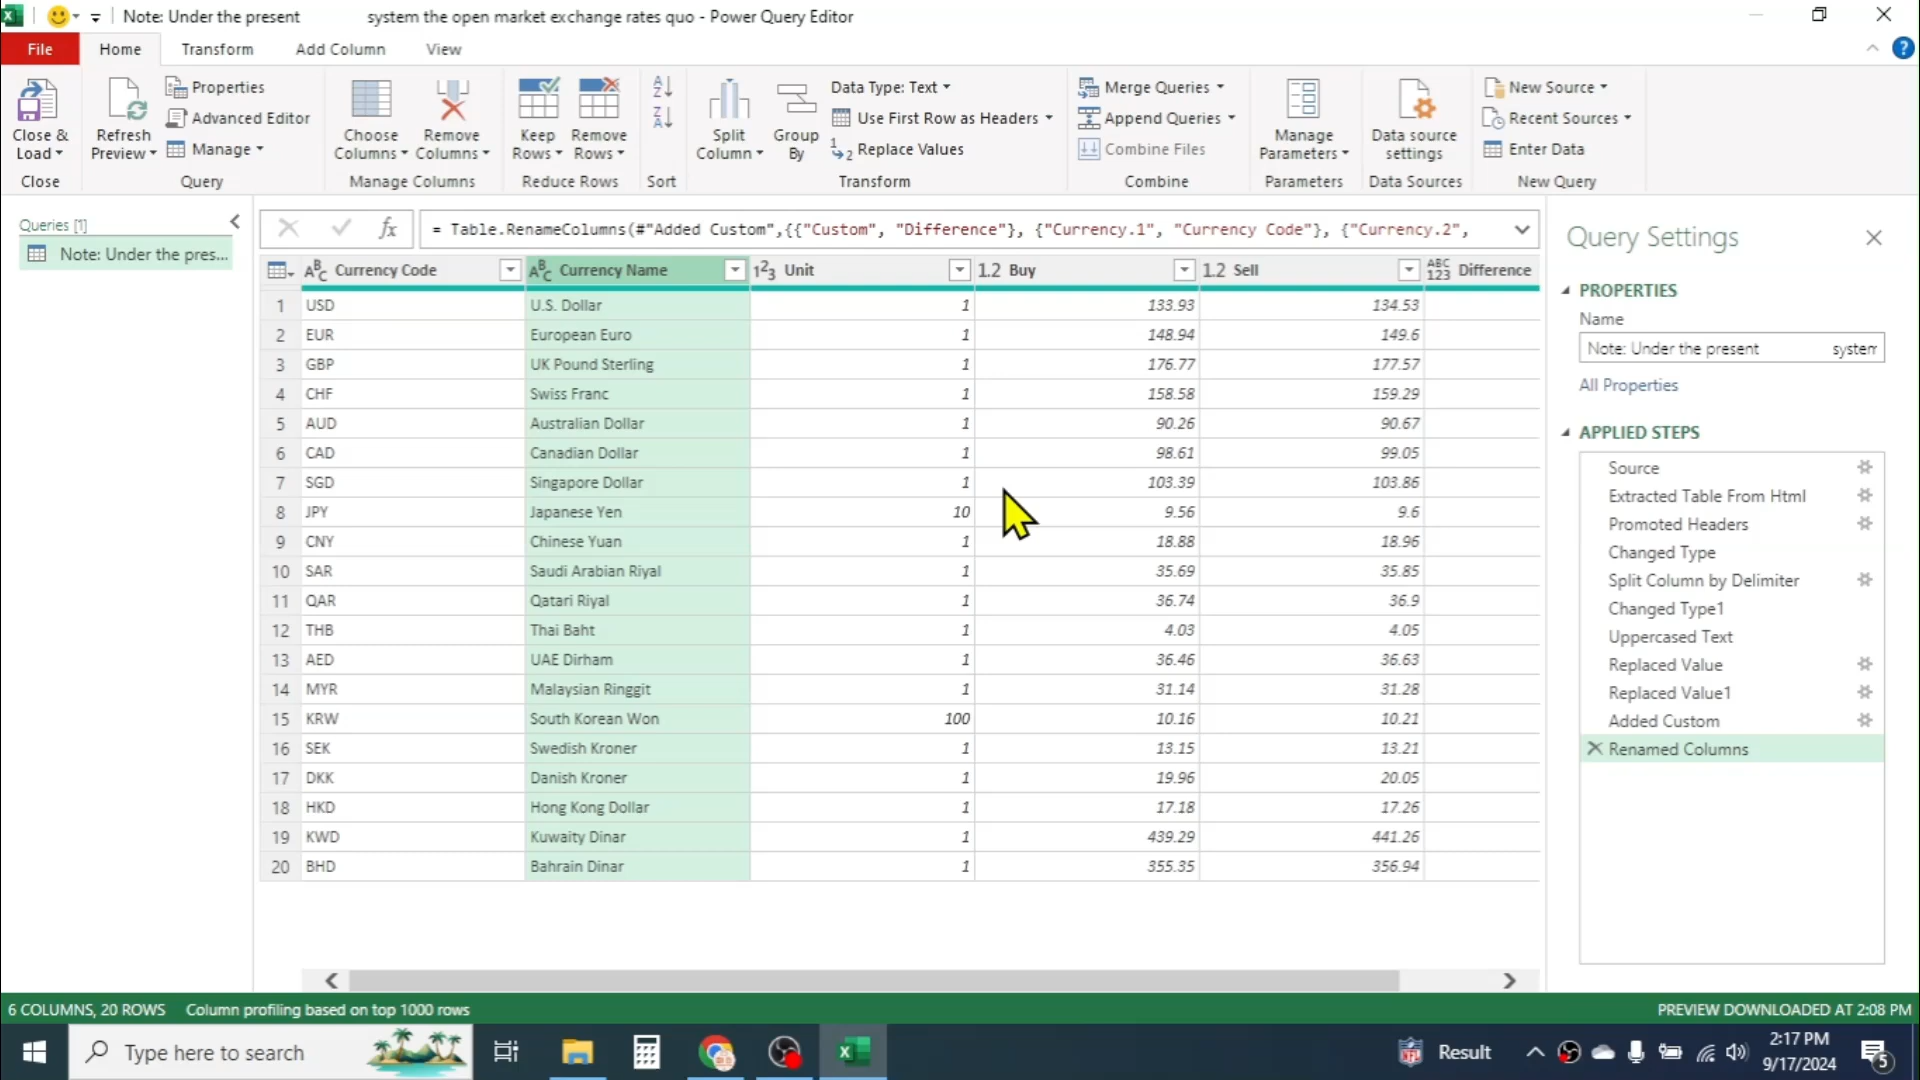 Note: Under the present system the open market exchange rates quo - Power Query Editor
File Home Transform Add Column View
Close & Load
Close
Refresh Preview
Properties
Advanced Editor
Manage
Query
Choose Columns
Remove Columns
Manage Columns
Keep Rows
Remove Rows
Reduce Rows
Sort
Split Column
Group By
Data Type: Text
Use First Row as Headers
Replace Values
Transform
Merge Queries
Append Queries
Combine Files
Combine
Manage Parameters
Parameters
Data source settings
Data Sources
New Source
Recent Sources
Enter Data
New Query
Queries [1]
Note: Under the pres...
fx = Table.RenameColumns(#"Added Custom",{{"Custom", "Difference"}, {"Currency.1", "Currency Code"}, {"Currency.2",
Currency Code Currency Name Unit Buy Sell Difference
1 USD U.S. Dollar 1 133.93 134.53
2 EUR European Euro 1 148.94 149.6
3 GBP UK Pound Sterling 1 176.77 177.57
4 CHF Swiss Franc 1 158.58 159.29
5 AUD Australian Dollar 1 90.26 90.67
6 CAD Canadian Dollar 1 98.61 99.05
7 SGD Singapore Dollar 1 103.39 103.86
8 JPY Japanese Yen 10 9.56 9.6
9 CNY Chinese Yuan 1 18.88 18.96
10 SAR Saudi Arabian Riyal 1 35.69 35.85
11 QAR Qatari Riyal 1 36.74 36.9
12 THB Thai Baht 1 4.03 4.05
13 AED UAE Dirham 1 36.46 36.63
14 MYR Malaysian Ringgit 1 31.14 31.28
15 KRW South Korean Won 100 10.16 10.21
16 SEK Swedish Kroner 1 13.15 13.21
17 DKK Danish Kroner 1 19.96 20.05
18 HKD Hong Kong Dollar 1 17.18 17.26
19 KWD Kuwaity Dinar 1 439.29 441.26
20 BHD Bahrain Dinar 1 355.35 356.94
Query Settings
PROPERTIES
Name
Note: Under the present system
All Properties
APPLIED STEPS
Source
Extracted Table From Html
Promoted Headers
Changed Type
Split Column by Delimiter
Changed Type1
Uppercased Text
Replaced Value
Replaced Value1
Added Custom
Renamed Columns
6 COLUMNS, 20 ROWS Column profiling based on top 1000 rows
PREVIEW DOWNLOADED AT 2:08 PM
Type here to search
Result
2:17 PM
9/17/2024
5